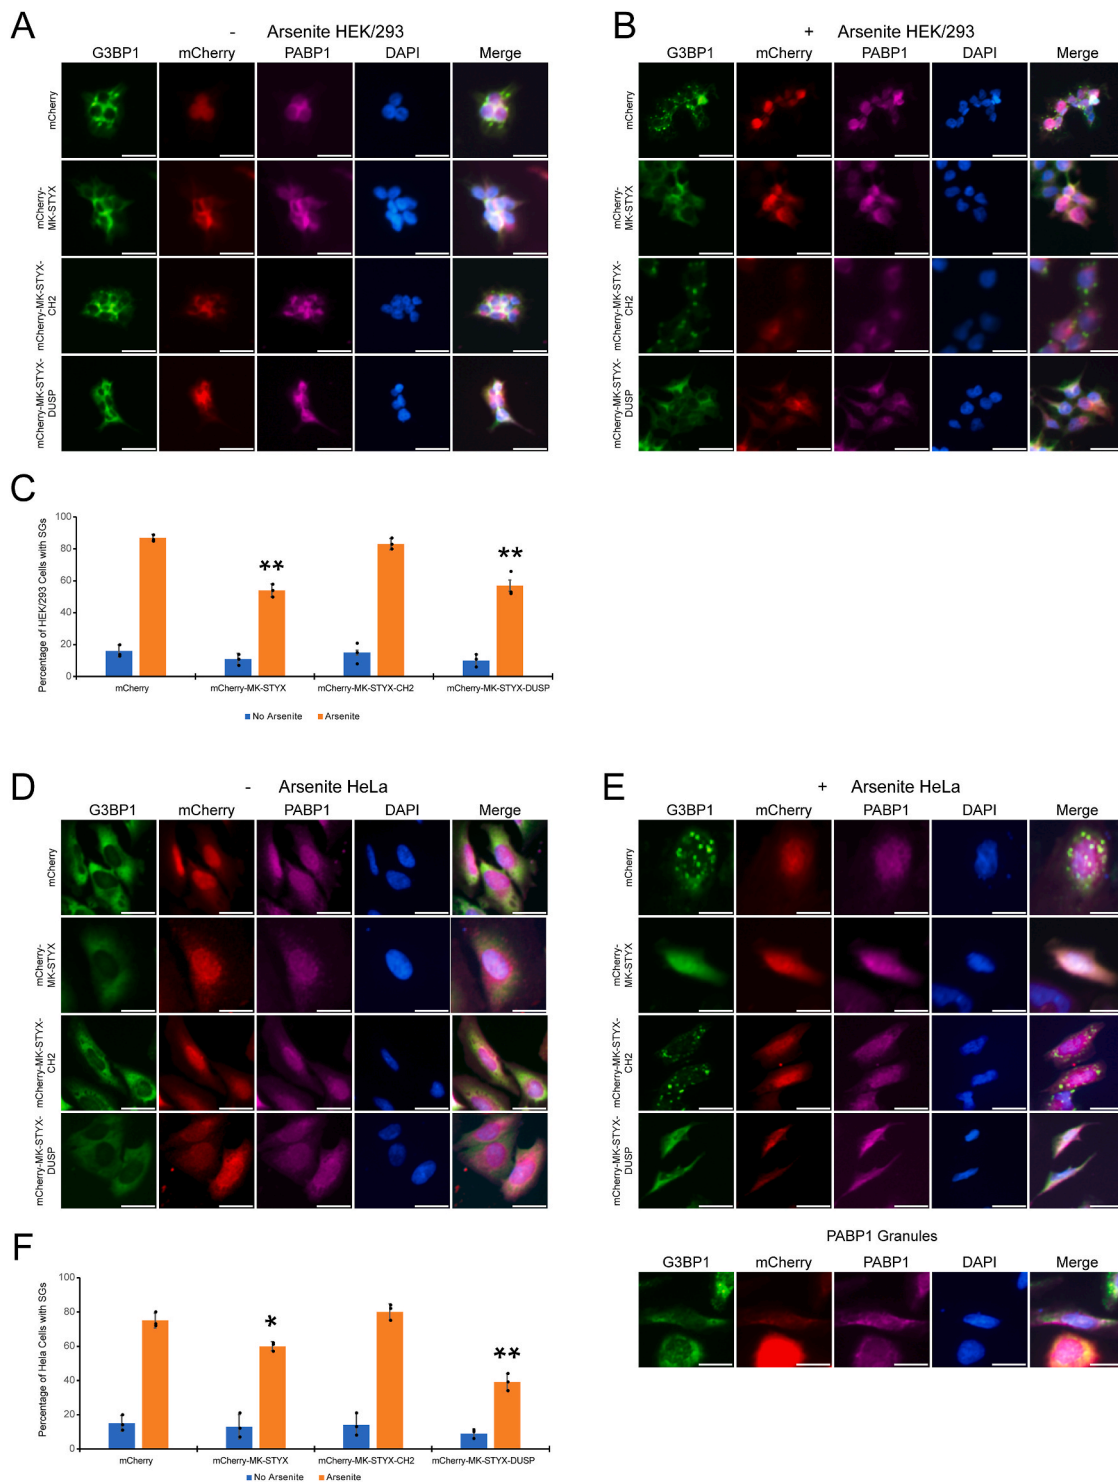 A
- Arsenite HEK/293
G3BP1 mCherry PABP1 DAPI Merge
mCherry
mCherry-
MK-STYX
mCherry-MK-STYX-
CH2
mCherry-MK-STYX-
DUSP
B
+ Arsenite HEK/293
G3BP1 mCherry PABP1 DAPI Merge
mCherry
mCherry-
MK-STYX
mCherry-MK-STYX-
CH2
mCherry-MK-STYX-
DUSP
C
Percentage of HEK/293 Cells with SGs
100
80
60
40
20
0
**
**
mCherry mCherry-MK-STYX mCherry-MK-STYX-CH2 mCherry-MK-STYX-DUSP
No Arsenite Arsenite
D
- Arsenite HeLa
G3BP1 mCherry PABP1 DAPI Merge
mCherry
mCherry-
MK-STYX
mCherry-MK-STYX-
CH2
mCherry-MK-STYX-
DUSP
E
+ Arsenite HeLa
G3BP1 mCherry PABP1 DAPI Merge
mCherry
mCherry-
MK-STYX
mCherry-MK-STYX-
CH2
mCherry-MK-STYX-
DUSP
PABP1 Granules
G3BP1 mCherry PABP1 DAPI Merge
F
Percentage of Hela Cells with SGs
100
80
60
40
20
0
*
**
mCherry mCherry-MK-STYX mCherry-MK-STYX-CH2 mCherry-MK-STYX-DUSP
No Arsenite Arsenite